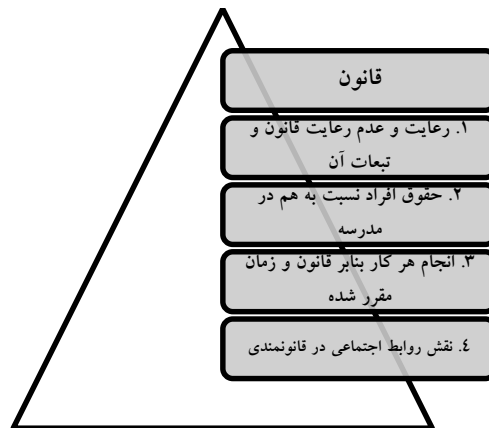 قانون
۱. رعایت و عدم رعایت قانون و
تبعات آن
۲. حقوق افراد نسبت به هم در
مدرسه
۳. انجام هر کار بنابر قانون و زمان
مقرر شده
٤. نقش روابط اجتماعی در قانونمندی